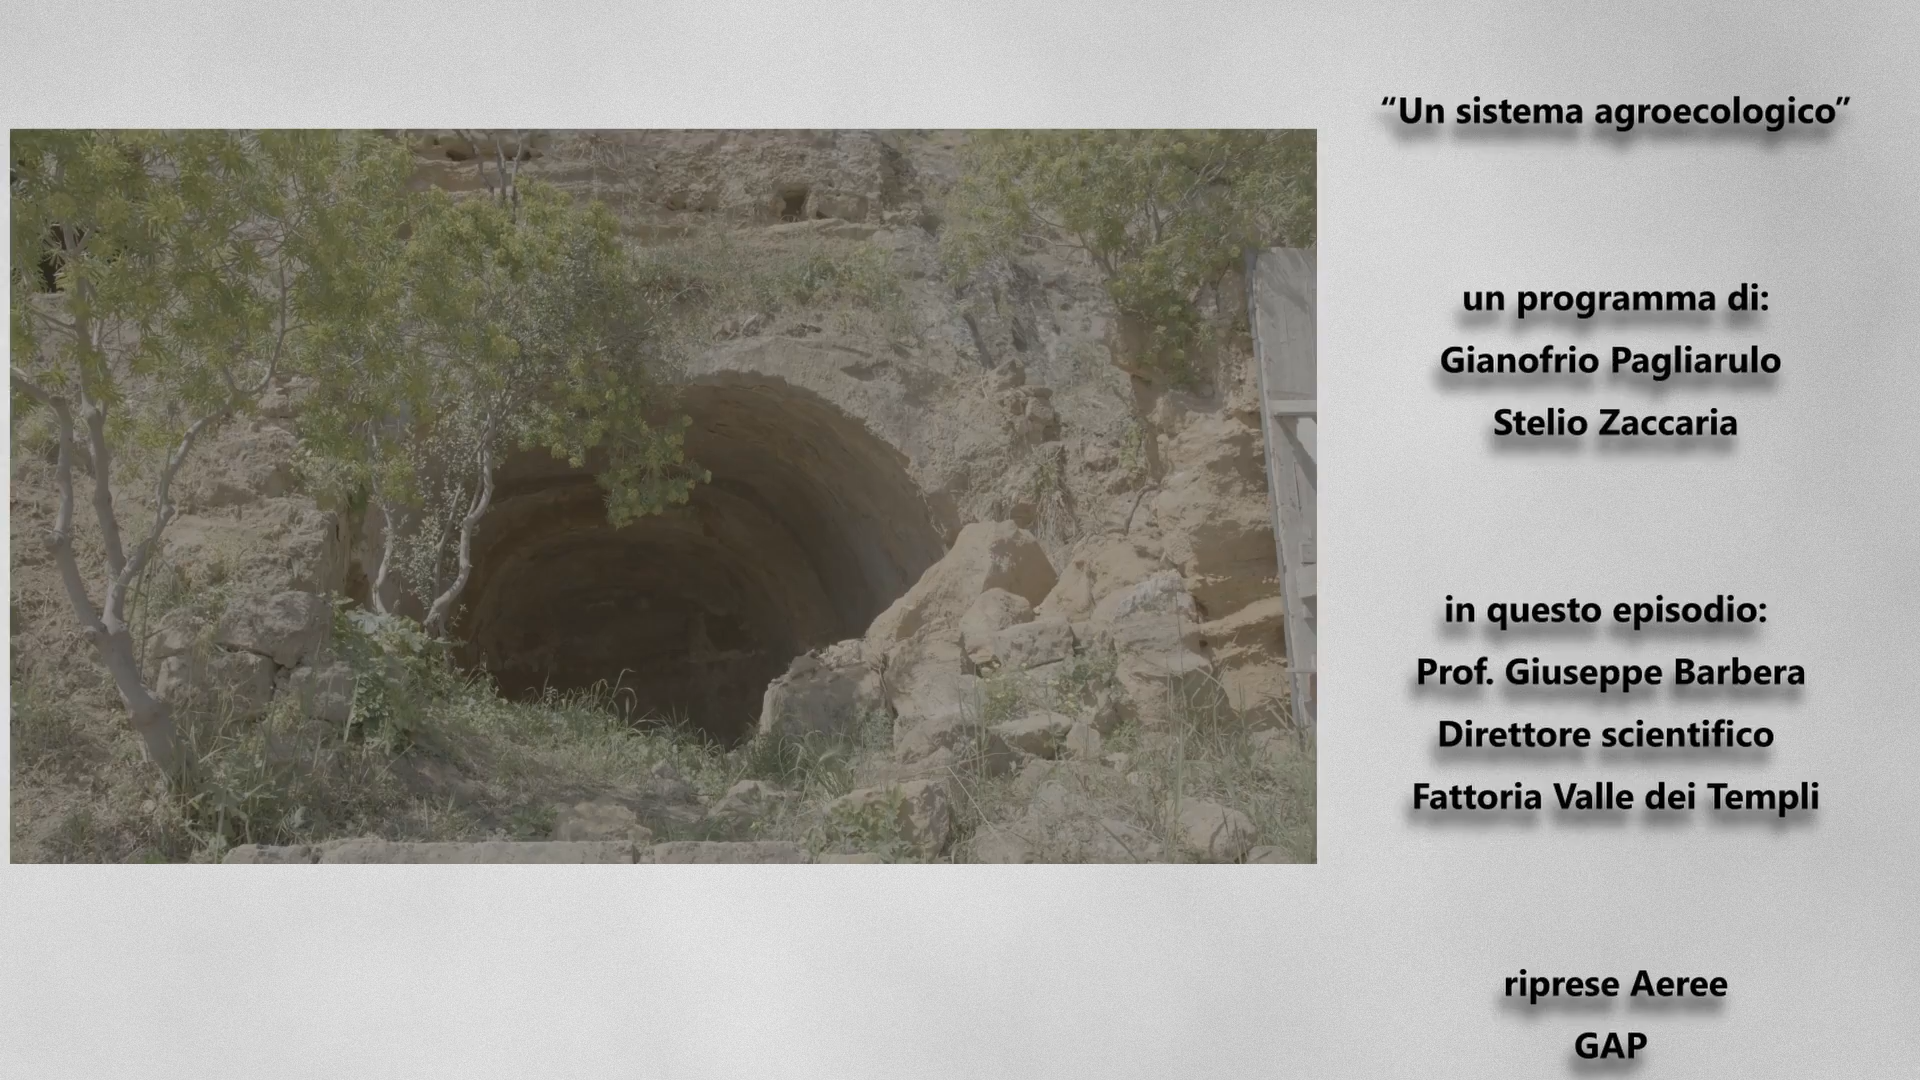 “Un sistema agroecologico”
un programma di:
Gianofrio Pagliarulo
Stelio Zaccaria
in questo episodio:
Prof. Giuseppe Barbera
Direttore scientifico
Fattoria Valle dei Templi
riprese Aeree
GAP